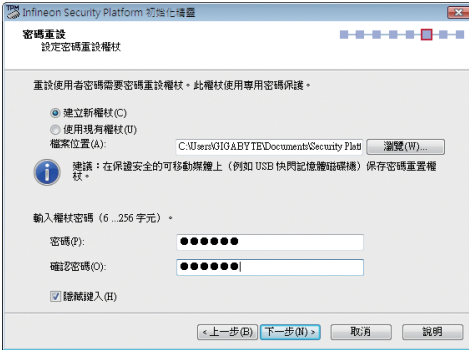 Infineon Security Platform 初始化精靈
密碼重設
設定密碼重設權杖
重設使用者密碼需要密碼重設權杖。此權杖使用專用密碼保護。
建立新權杖(C)
使用現有權杖(U)
檔案位置(A):
C:\Users\GIGABYTE\Documents\Security Platf
瀏覽(W)...
建議：在保證安全的可移動媒體上（例如 USB 快閃記憶體磁碟機）保存密碼重置權
杖。
輸入權杖密碼（6 ...256 字元）。
密碼(P):
●●●●●●
確認密碼(O):
●●●●●●
隱藏鍵入(H)
<上一步(B) 下一步(N)> 取消 說明